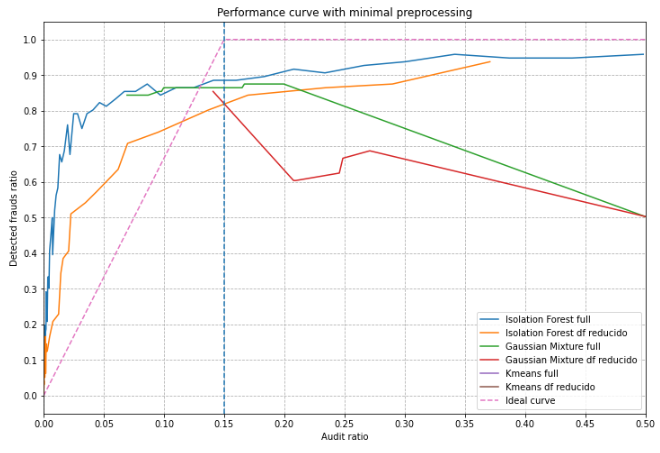 Performance curve with minimal preprocessing
Detected frauds ratio
1.0
0.9
0.8
0.7
0.6
0.5
0.4
0.3
0.2
0.1
0.0
0.00 0.05 0.10 0.15 0.20 0.25 0.30 0.35 0.40 0.45 0.50
Audit ratio
Isolation Forest full
Isolation Forest df reducido
Gaussian Mixture full
Gaussian Mixture df reducido
Kmeans full
Kmeans df reducido
Ideal curve